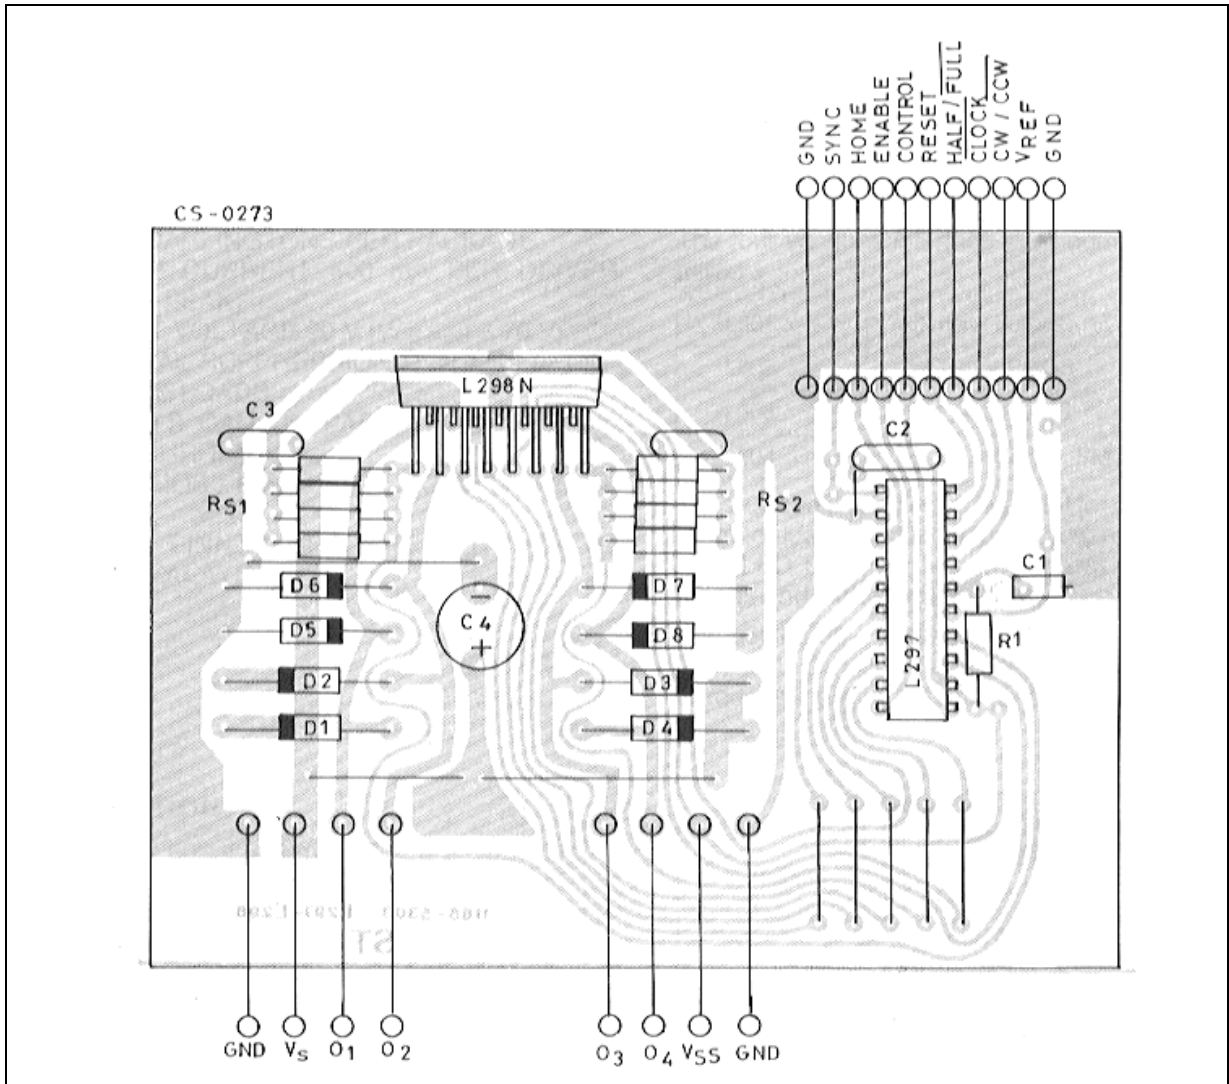 GND
SYNC
HOME
ENABLE
CONTROL
RESET
HALF / FULL
CLOCK
CW / CCW
VREF
GND
CS-0273
L298N
C3
C2
RS1
RS2
C1
D6
D7
C4
D5
D8
R1
L297
D2
D3
D1
D4
−
+
ST
GND
VS
O1
O2
O3
O4
VSS
GND